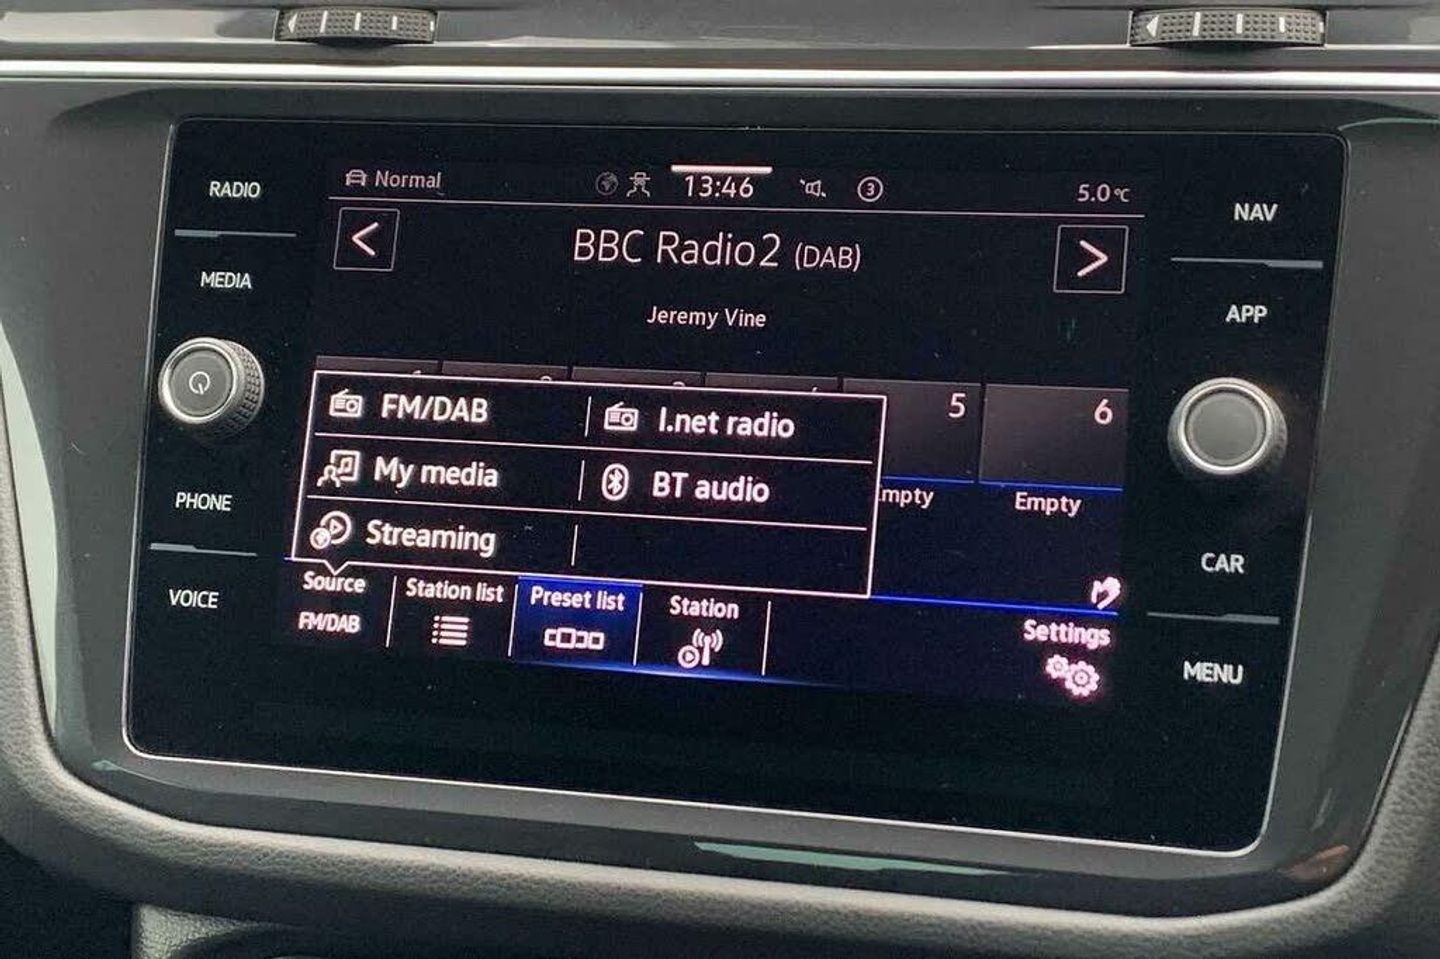 RADIO
MEDIA
PHONE
VOICE
Normal
13:46
3
5.0°C
BBC Radio2 (DAB)
Jeremy Vine
5
6
Empty
FM/DAB
I.net radio
My media
BT audio
Streaming
Source
FM/DAB
Station list
Preset list
Station
Settings
NAV
APP
CAR
MENU